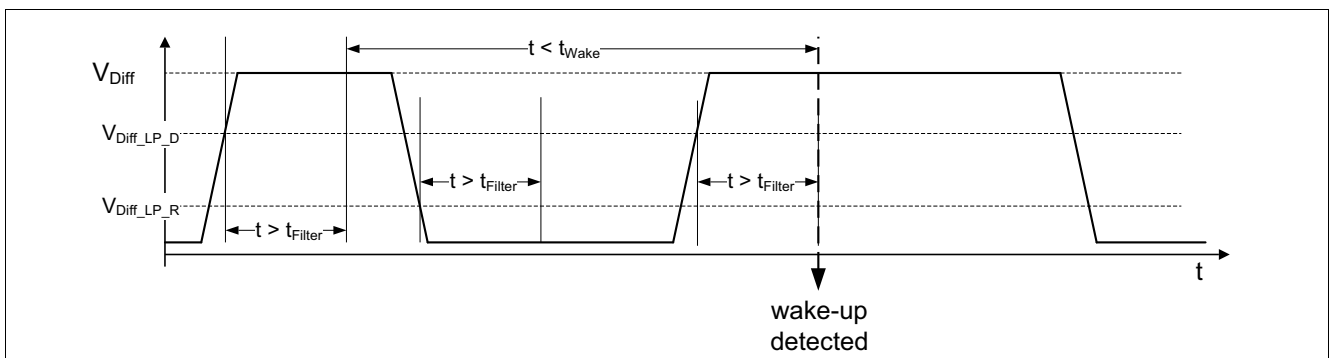 t < tWake
VDiff
VDiff_LP_D
t > tFilter
t > tFilter
VDiff_LP_R
t > tFilter
t
wake-up
detected